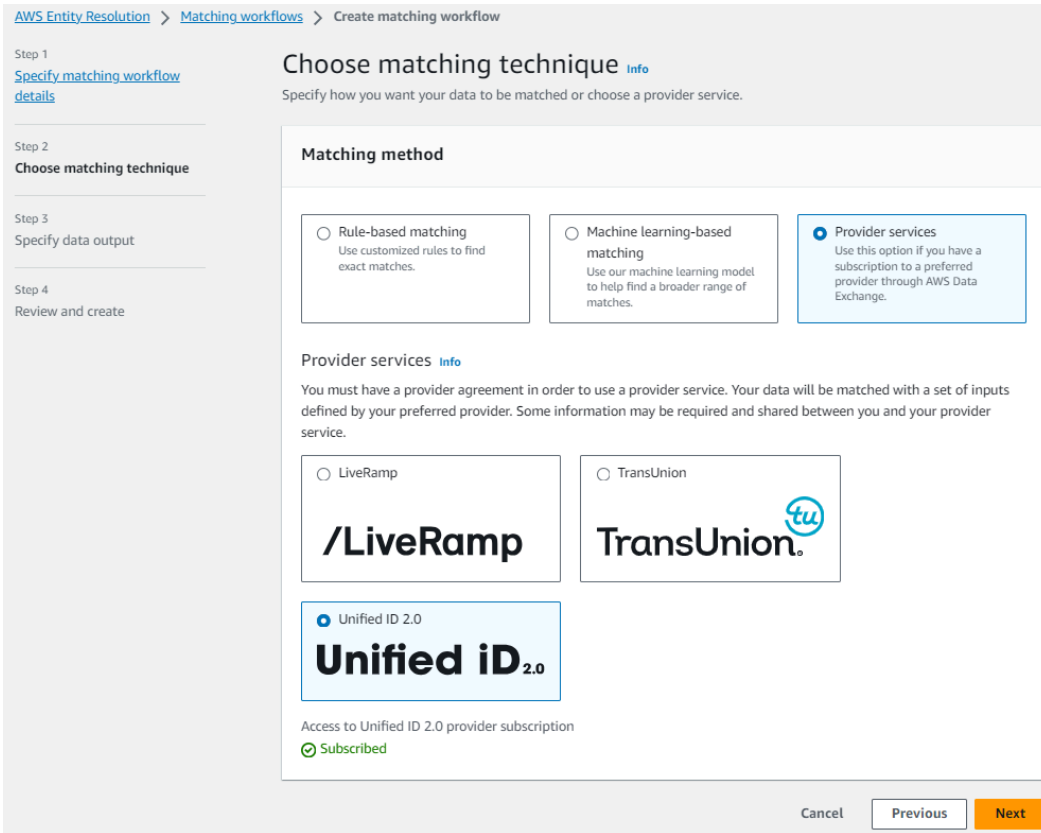 AWS Entity Resolution > Matching workflows > Create matching workflow
Step 1
Specify matching workflow
details
Step 2
Choose matching technique
Step 3
Specify data output
Step 4
Review and create
Choose matching technique Info
Specify how you want your data to be matched or choose a provider service.
Matching method
Rule-based matching
Use customized rules to find
exact matches.
Machine learning-based
matching
Use our machine learning model
to help find a broader range of
matches.
Provider services
Use this option if you have a
subscription to a preferred
provider through AWS Data
Exchange.
Provider services Info
You must have a provider agreement in order to use a provider service. Your data will be matched with a set of inputs
defined by your preferred provider. Some information may be required and shared between you and your provider
service.
LiveRamp
/LiveRamp
TransUnion
tu
TransUnion.
Unified ID 2.0
Unified iD 2.0
Access to Unified ID 2.0 provider subscription
Subscribed
Cancel
Previous
Next